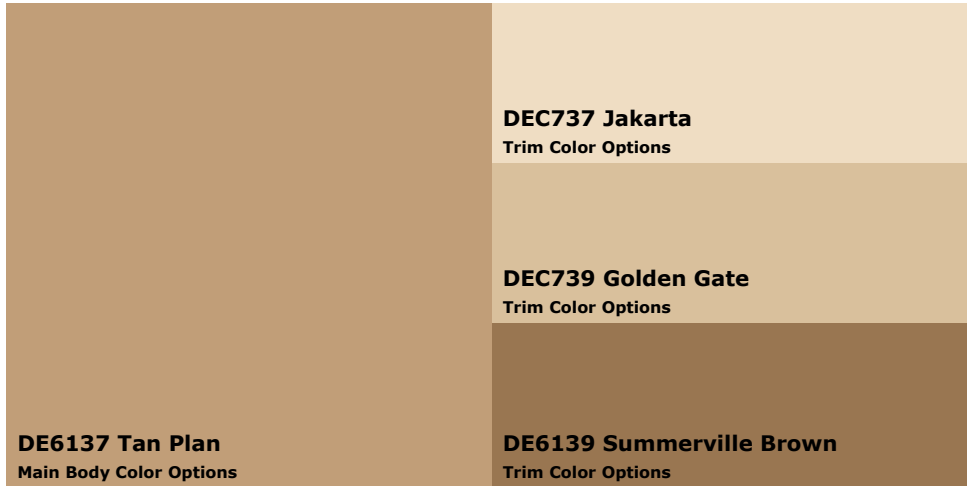 DEC737 Jakarta
Trim Color Options
DEC739 Golden Gate
Trim Color Options
DE6137 Tan Plan
Main Body Color Options
DE6139 Summerville Brown
Trim Color Options